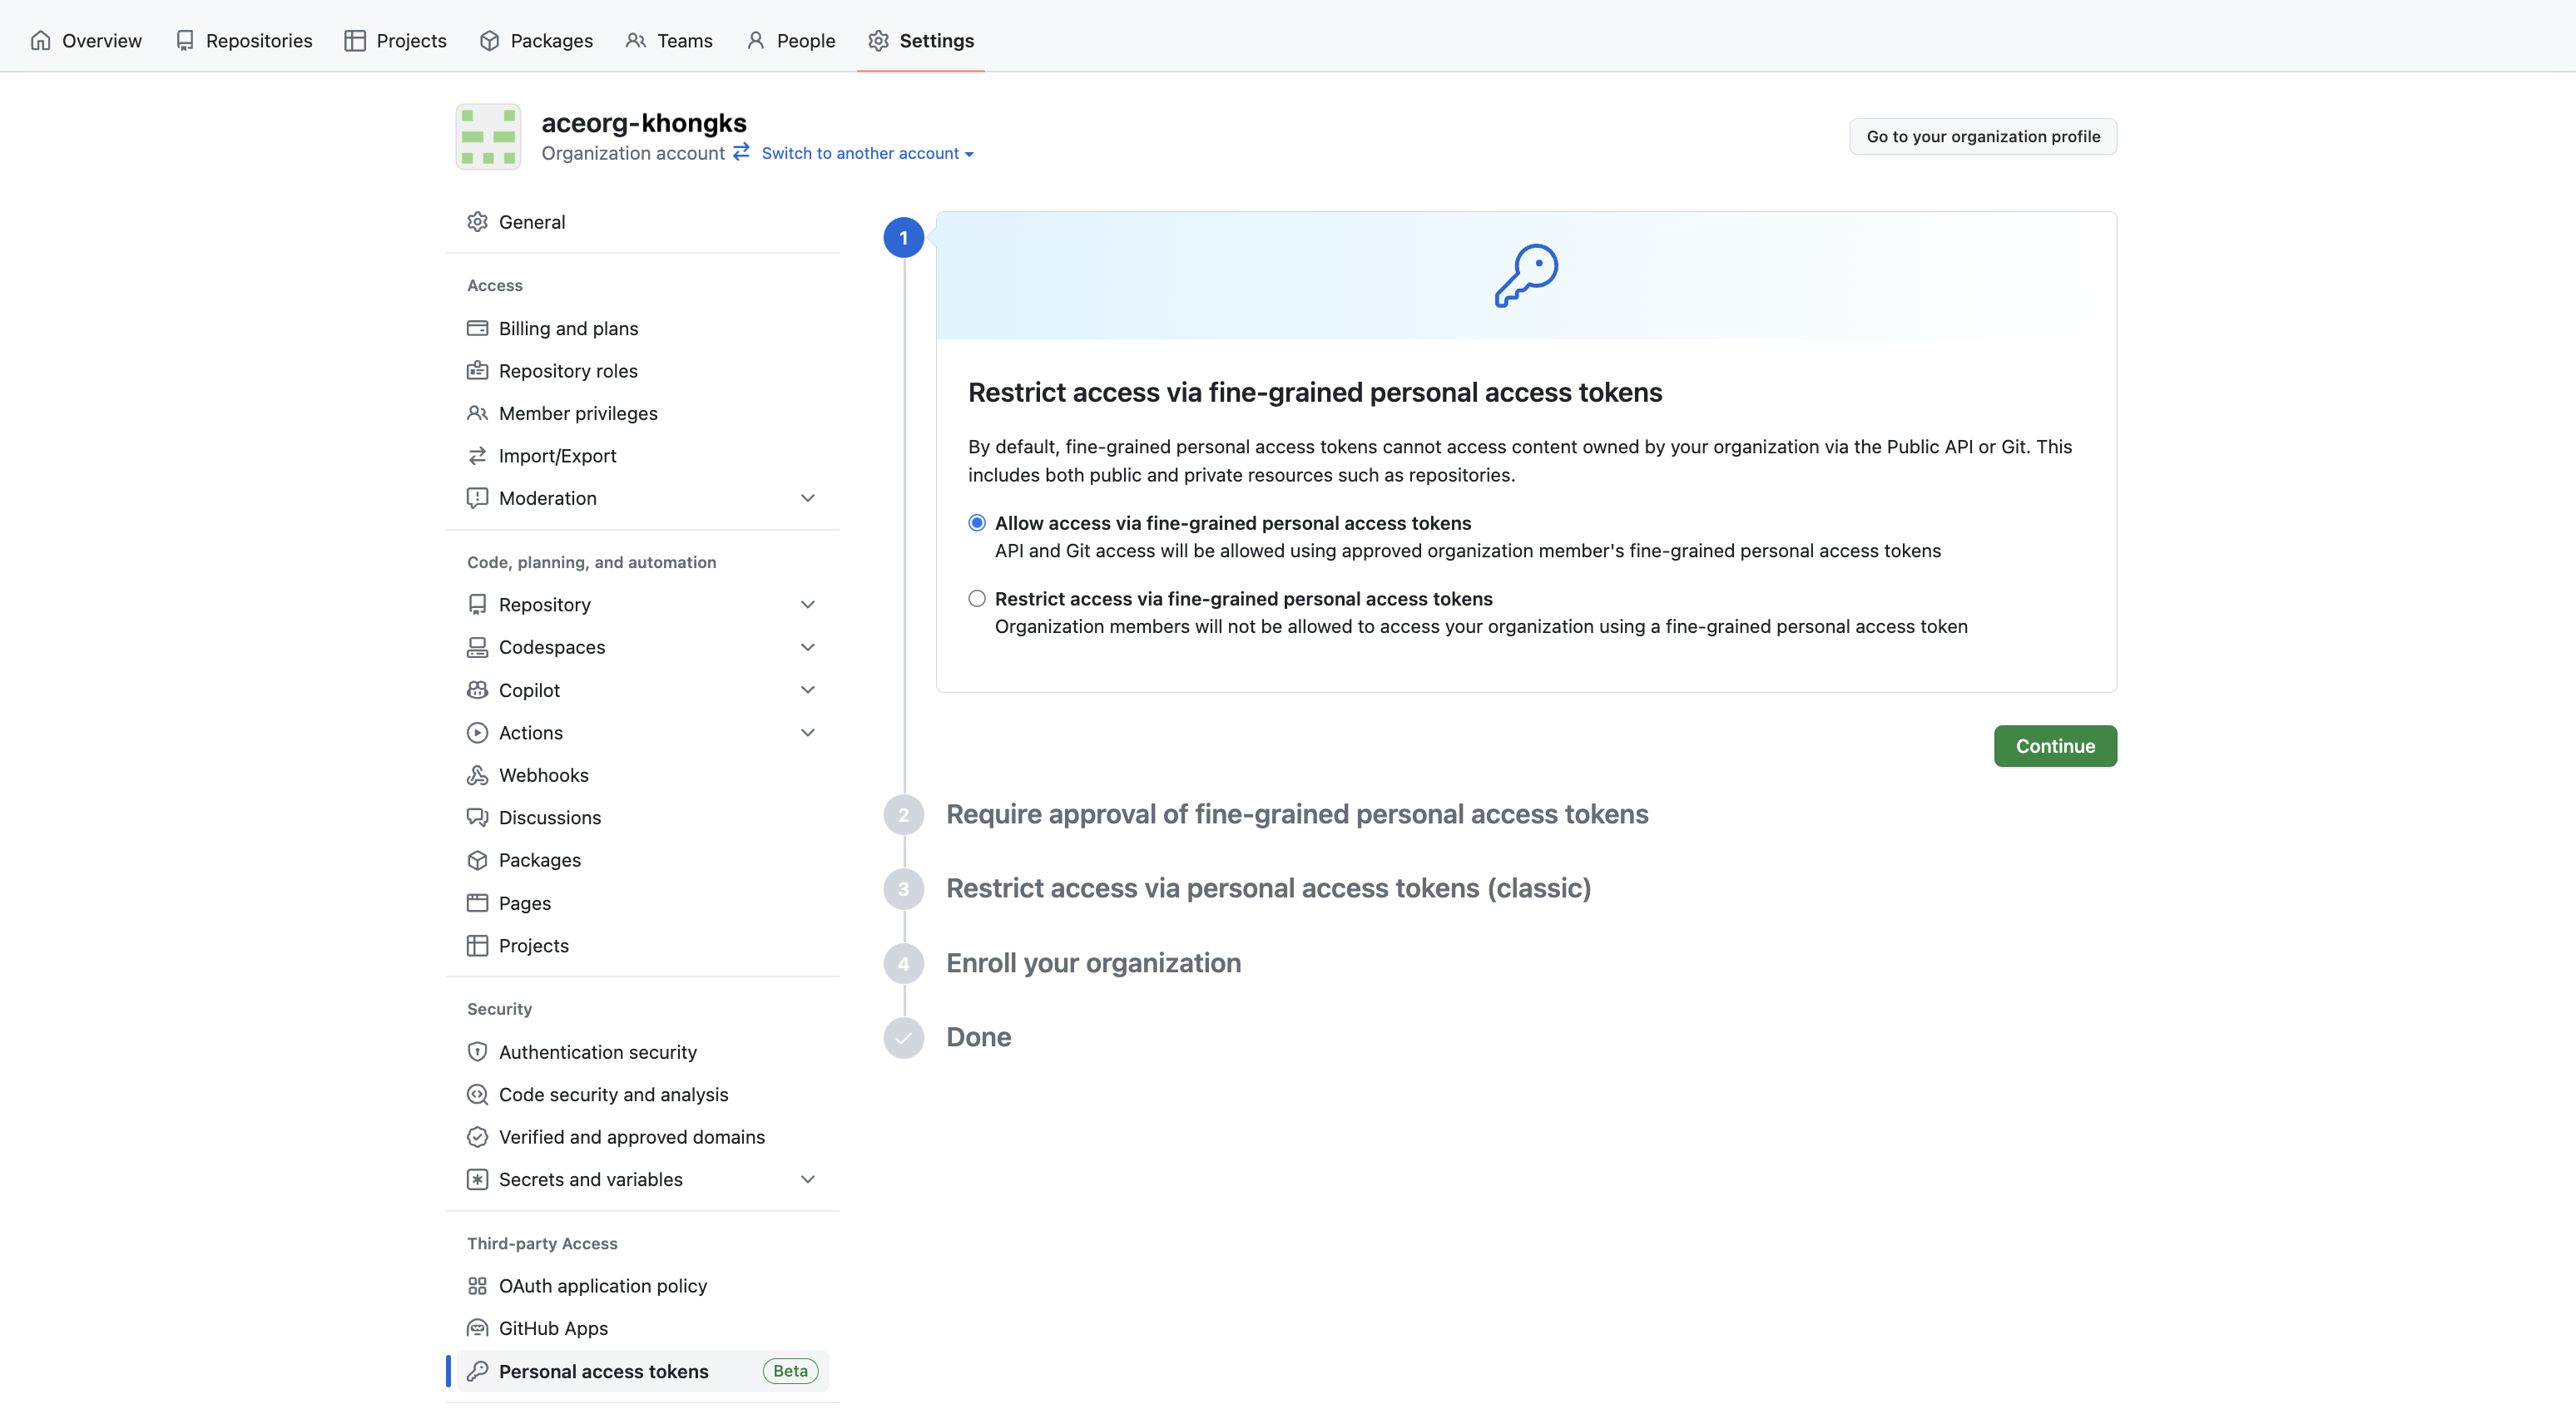 Overview Repositories Projects Packages Teams People Settings
aceorg-khongks
Organization account Switch to another account
Go to your organization profile
General
Access
Billing and plans
Repository roles
Member privileges
Import/Export
Moderation
Code, planning, and automation
Repository
Codespaces
Copilot
Actions
Webhooks
Discussions
Packages
Pages
Projects
Security
Authentication security
Code security and analysis
Verified and approved domains
Secrets and variables
Third-party Access
OAuth application policy
GitHub Apps
Personal access tokens Beta
1
Restrict access via fine-grained personal access tokens
By default, fine-grained personal access tokens cannot access content owned by your organization via the Public API or Git. This
includes both public and private resources such as repositories.
Allow access via fine-grained personal access tokens
API and Git access will be allowed using approved organization member's fine-grained personal access tokens
Restrict access via fine-grained personal access tokens
Organization members will not be allowed to access your organization using a fine-grained personal access token
Continue
2 Require approval of fine-grained personal access tokens
3 Restrict access via personal access tokens (classic)
4 Enroll your organization
Done